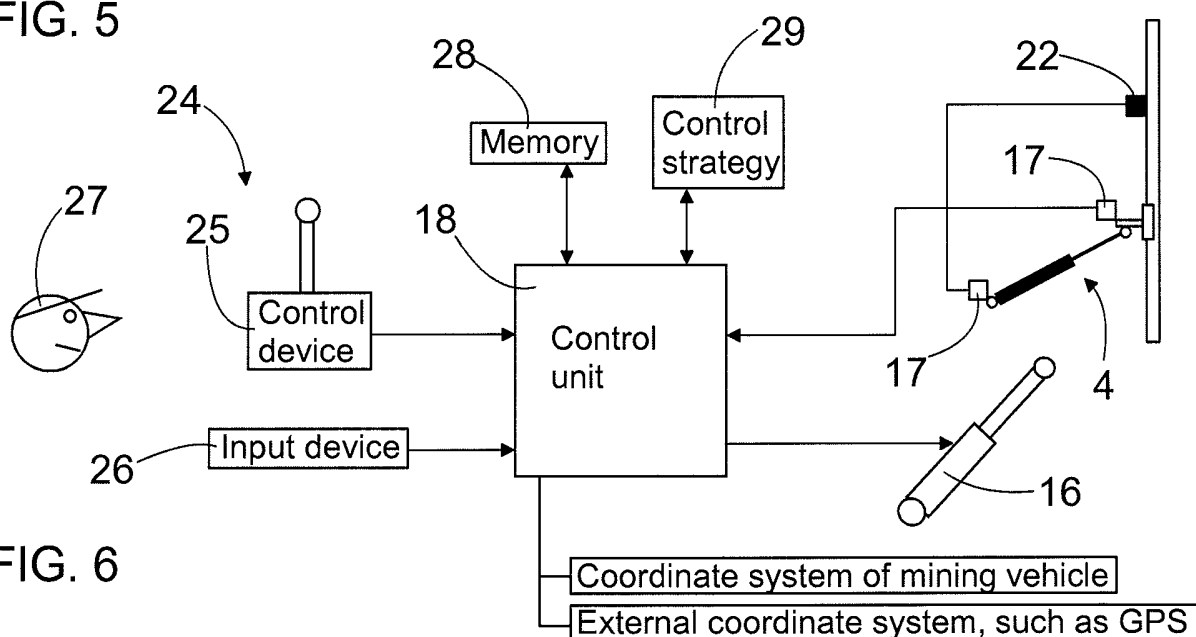 FIG. 5
29
28
22
24
Memory
Control
strategy
17
27
25
18
Control
device
Control
unit
17
4
Input device
26
16
FIG. 6
Coordinate system of mining vehicle
External coordinate system, such as GPS